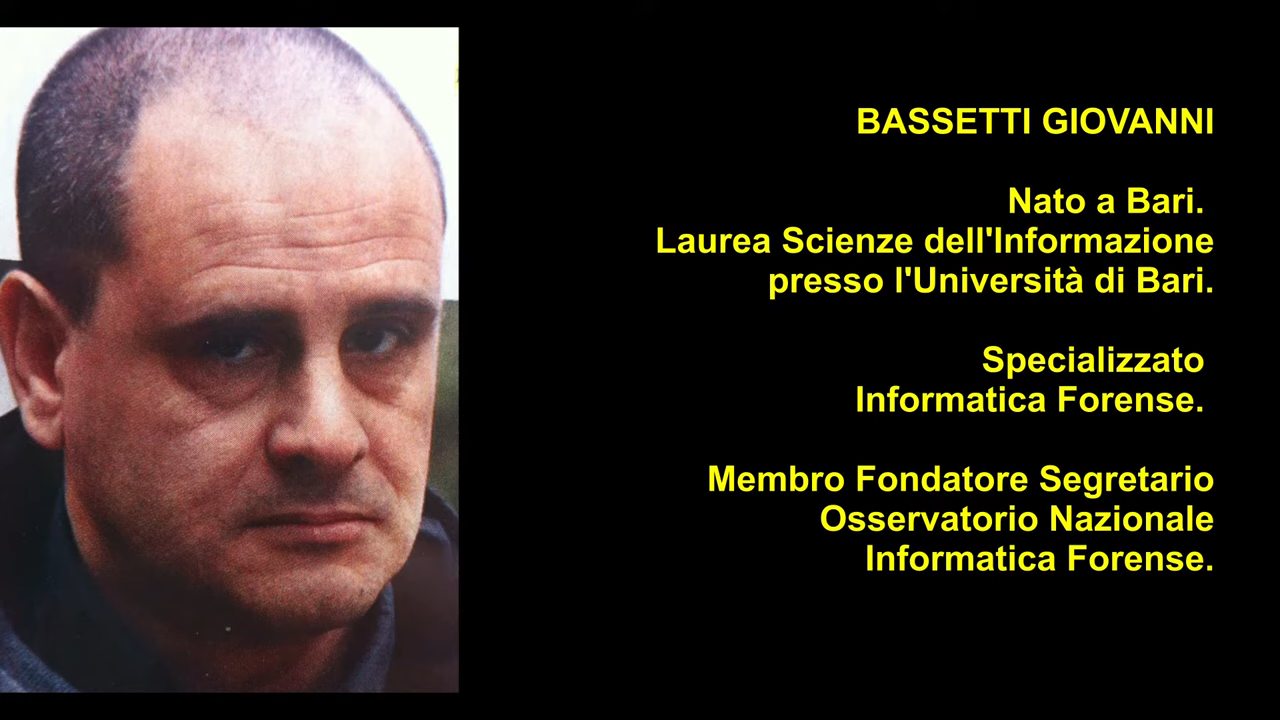 BASSETTI GIOVANNI
Nato a Bari.
Laurea Scienze dell'Informazione
presso l'Università di Bari.
Specializzato
Informatica Forense.
Membro Fondatore Segretario
Osservatorio Nazionale
Informatica Forense.